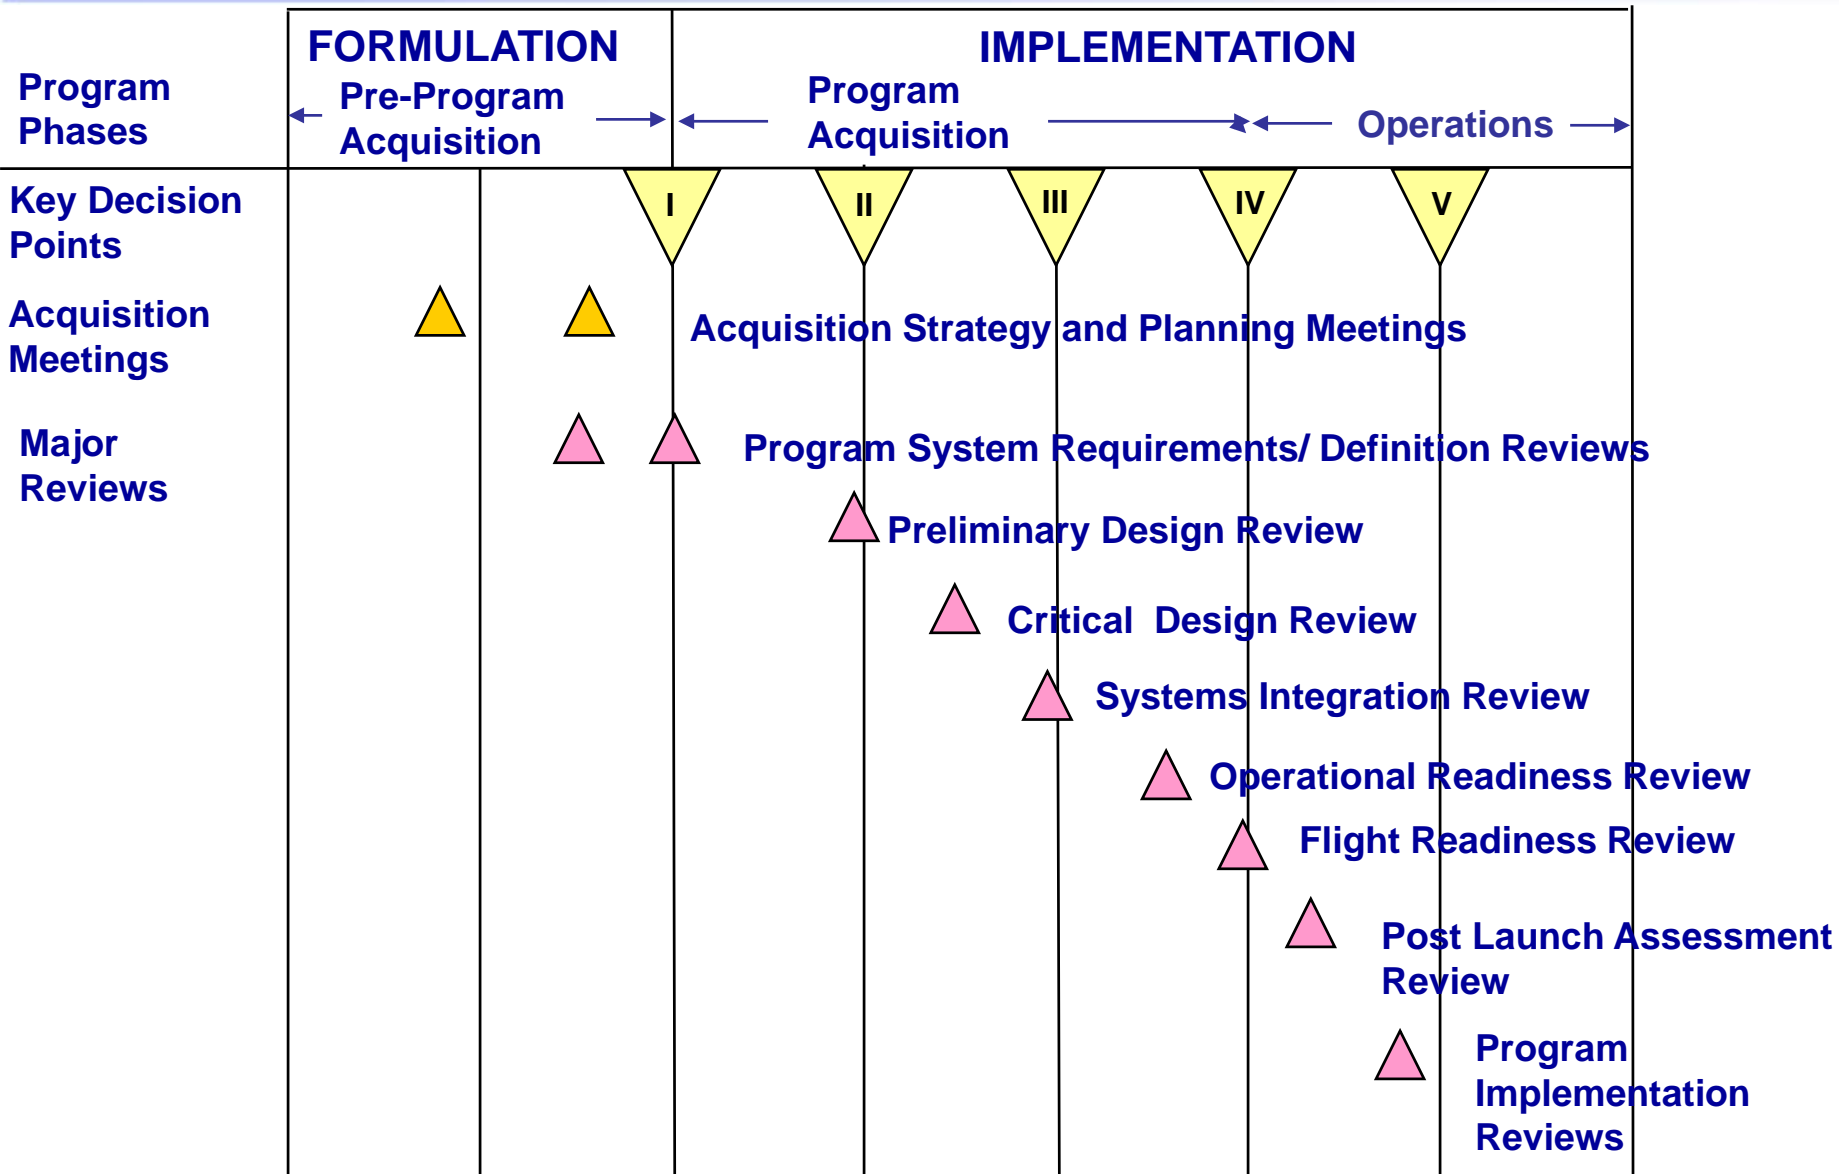 FORMULATION
IMPLEMENTATION
Program
Phases
Pre-Program
Acquisition
Program
Acquisition
Operations
Key Decision
Points
I
II
III
IV
V
Acquisition
Meetings
Acquisition Strategy and Planning Meetings
Major
Reviews
Program System Requirements/ Definition Reviews
Preliminary Design Review
Critical  Design Review
Systems Integration Review
Operational Readiness Review
Flight Readiness Review
Post Launch Assessment
Review
Program
Implementation
Reviews